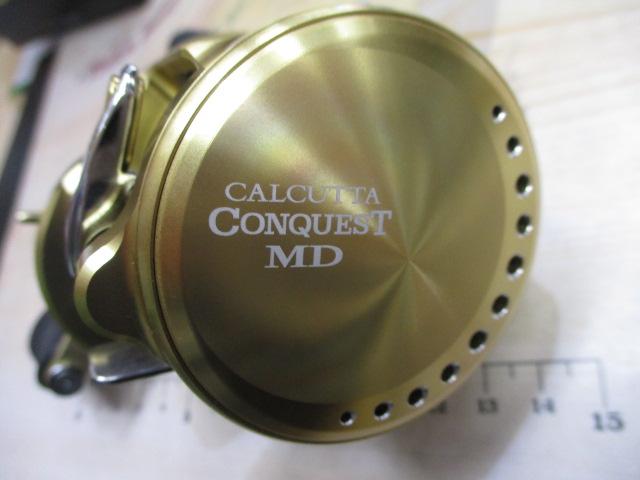 CALCUTTA
CONQUEST
MD
13 14 15